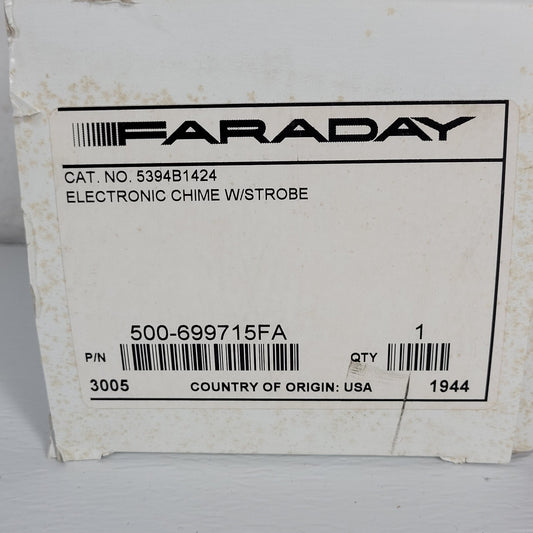 FARADAY
CAT. NO. 5394B1424
ELECTRONIC CHIME W/STROBE
500-699715FA 1
P/N QTY
3005 COUNTRY OF ORIGIN: USA 1944